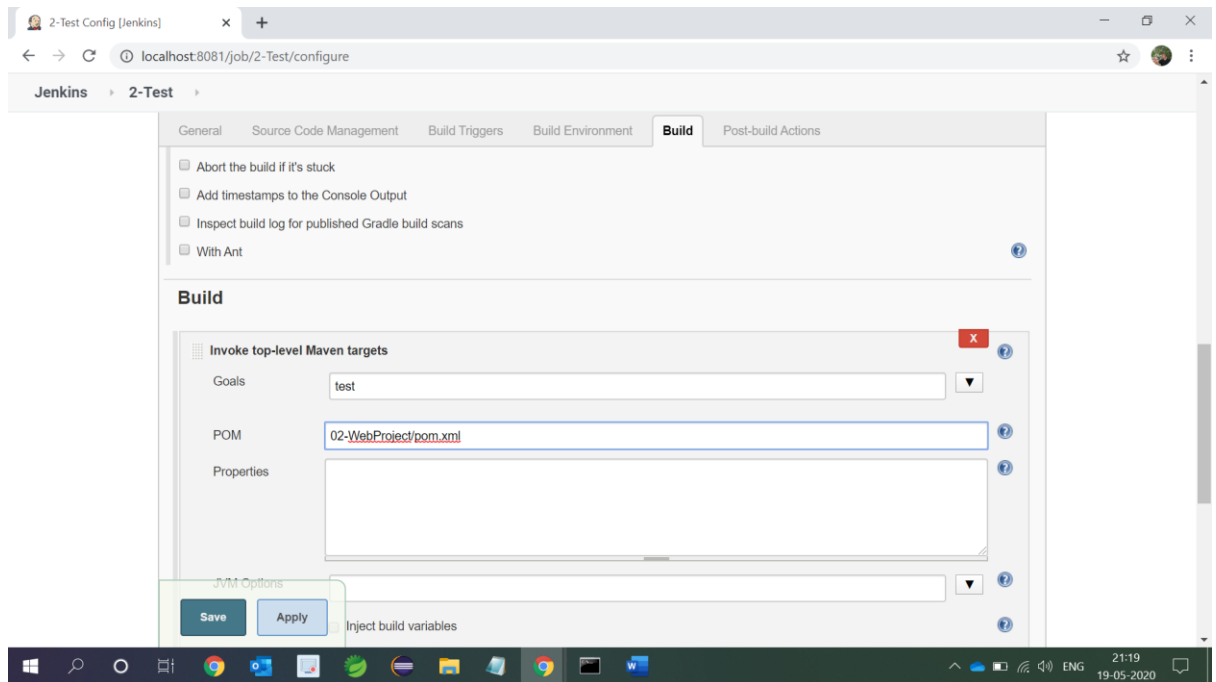 2-Test Config [Jenkins]
localhost:8081/job/2-Test/configure
Jenkins 2-Test
General Source Code Management Build Triggers Build Environment Build Post-build Actions
Abort the build if it's stuck
Add timestamps to the Console Output
Inspect build log for published Gradle build scans
With Ant
Build
Invoke top-level Maven targets
X
Goals test
POM 02-WebProject/pom.xml
Properties
JVM Options
Save Apply Inject build variables
ENG 21:19
19-05-2020